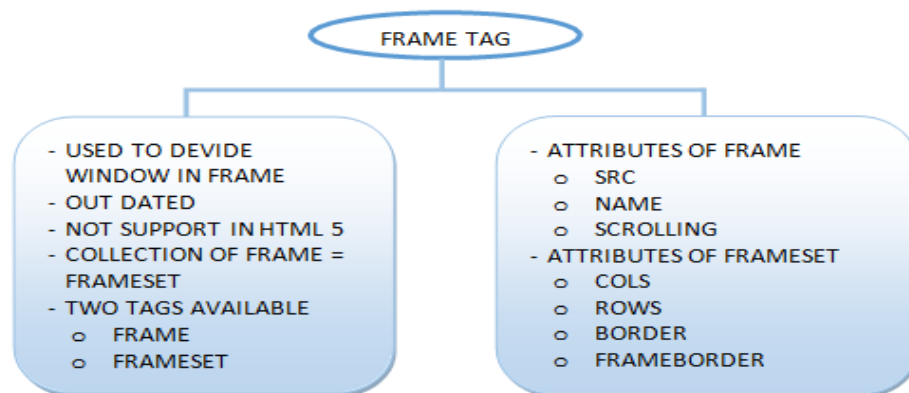 FRAME TAG
- USED TO DEVIDE
WINDOW IN FRAME
- OUT DATED
- NOT SUPPORT IN HTML 5
- COLLECTION OF FRAME =
FRAMESET
- TWO TAGS AVAILABLE
o FRAME
o FRAMESET
- ATTRIBUTES OF FRAME
o SRC
o NAME
o SCROLLING
- ATTRIBUTES OF FRAMESET
o COLS
o ROWS
o BORDER
o FRAMEBORDER